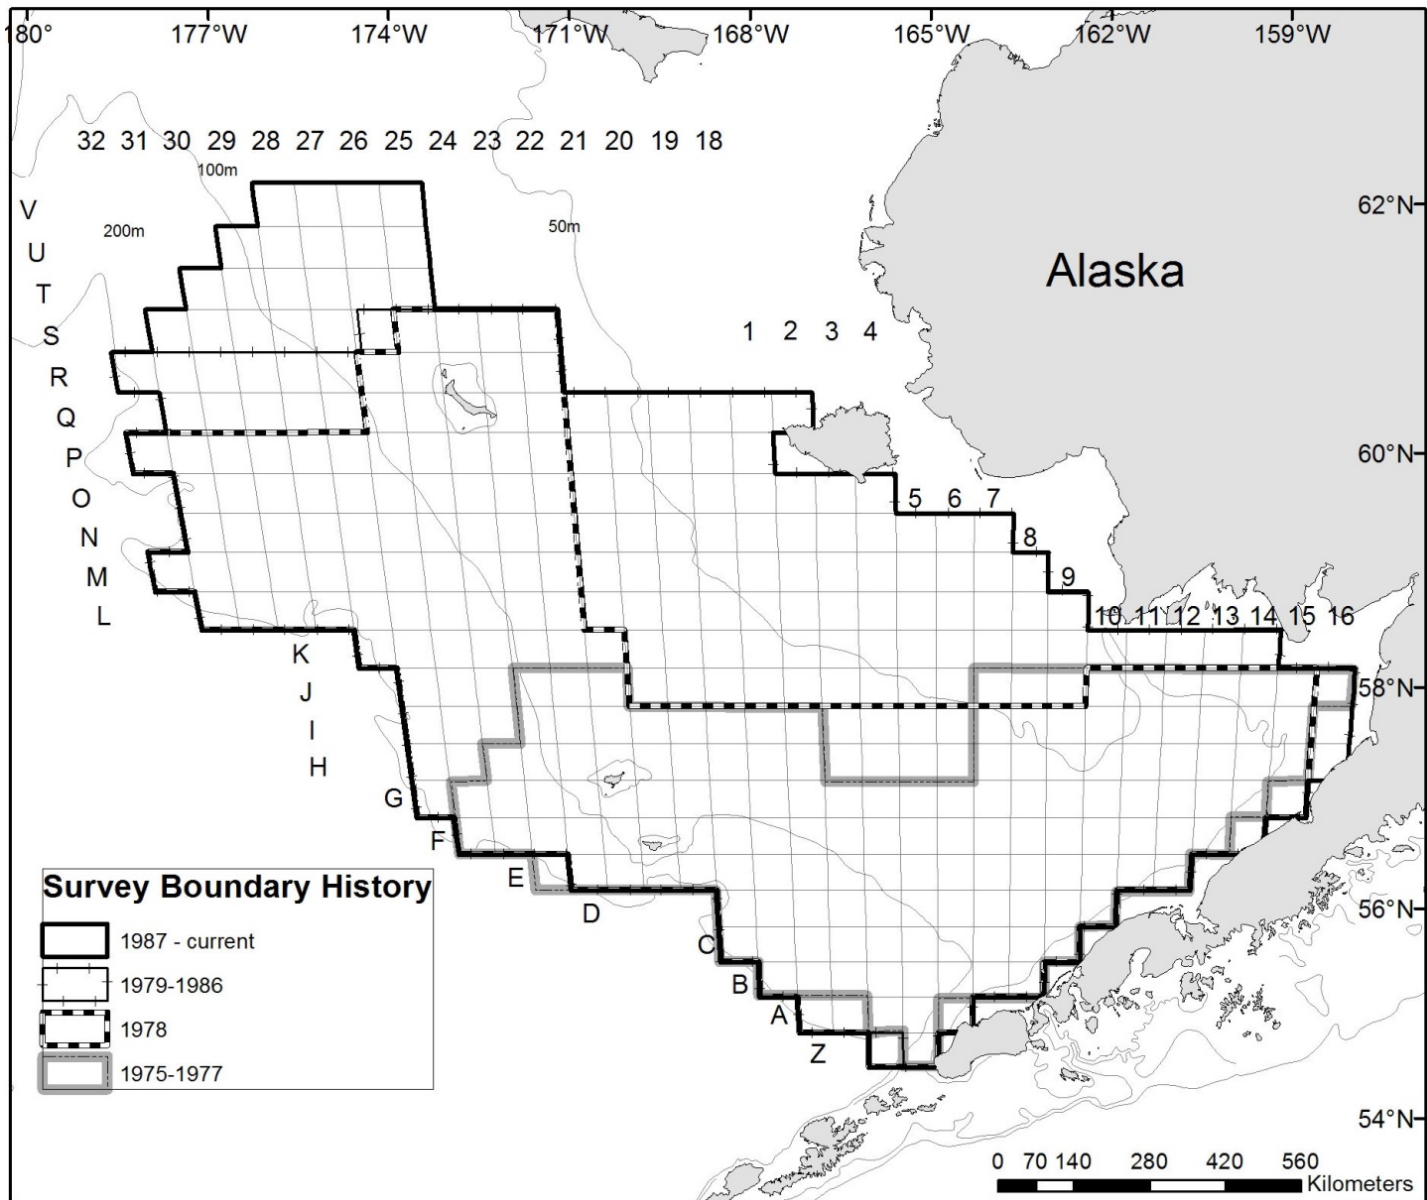 180° 177°W 174°W 171°W 168°W 165°W 162°W 159°W
32 31 30 29 28 27 26 25 24 23 22 21 20 19 18
100m
V
62°N
200m
50m
U
Alaska
T
S
1 2 3 4
R
Q
P
60°N
O
5 6 7
N
8
M
9
L
10 11 12 13 14 15 16
K
58°N
J
I
H
G
F
E
Survey Boundary History
56°N
D
1987 - current
C
1979-1986
B
A
1978
Z
1975-1977
54°N
0 70 140 280 420 560
Kilometers